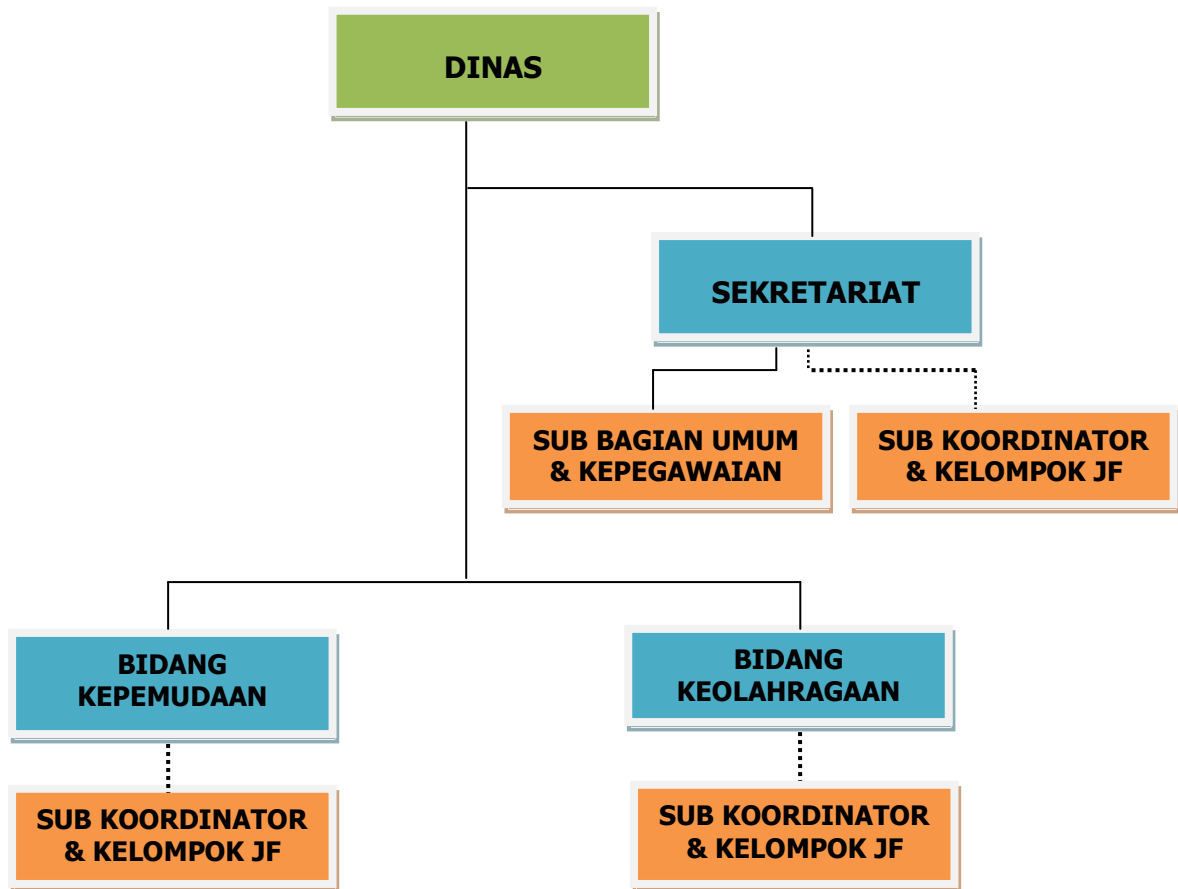 DINAS
SEKRETARIAT
SUB BAGIAN UMUM
& KEPEGAWAIAN
SUB KOORDINATOR
& KELOMPOK JF
BIDANG
KEPEMUDAAN
BIDANG
KEOLAHRAGAAN
SUB KOORDINATOR
& KELOMPOK JF
SUB KOORDINATOR
& KELOMPOK JF